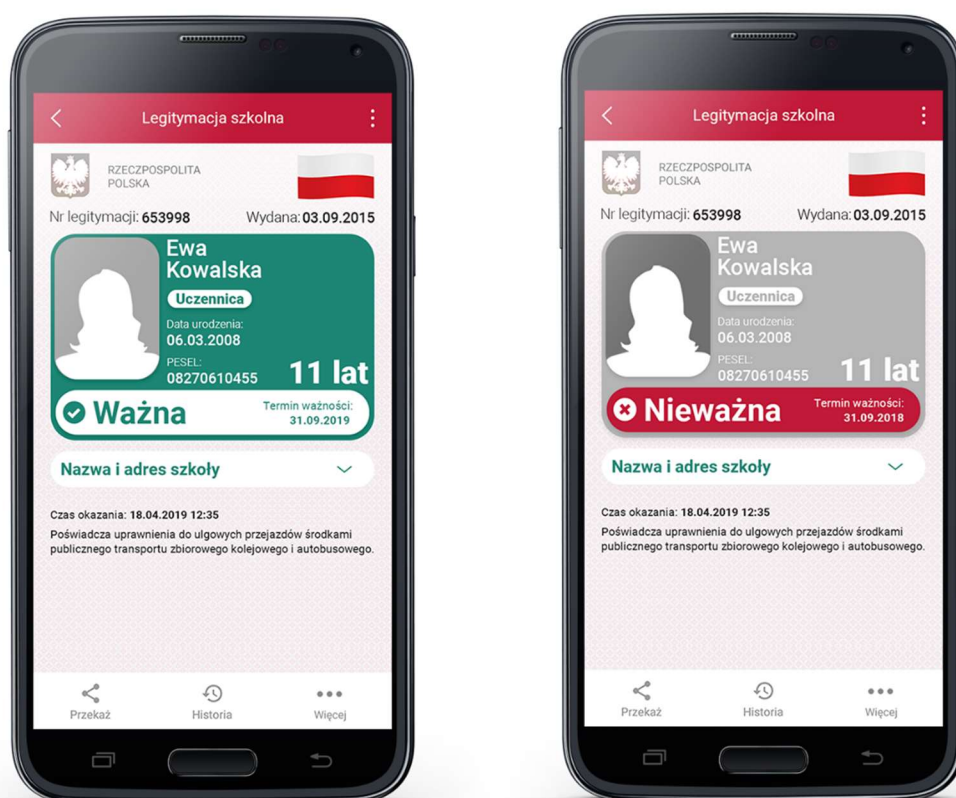 Legitymacja szkolna
RZECZPOSPOLITA
POLSKA
Nr legitymacji: 653998 Wydana: 03.09.2015
Ewa
Kowalska
Uczennica
Data urodzenia:
06.03.2008
PESEL:
08270610455
11 lat
Ważna
Termin ważności:
31.09.2019
Nazwa i adres szkoły
Czas okazania: 18.04.2019 12:35
Poświadcza uprawnienia do ulgowych przejazdów środkami
publicznego transportu zbiorowego kolejowego i autobusowego.
Przekaż Historia Więcej
Legitymacja szkolna
RZECZPOSPOLITA
POLSKA
Nr legitymacji: 653998 Wydana: 03.09.2015
Ewa
Kowalska
Uczennica
Data urodzenia:
06.03.2008
PESEL:
08270610455
11 lat
Nieważna
Termin ważności:
31.09.2018
Nazwa i adres szkoły
Czas okazania: 18.04.2019 12:35
Poświadcza uprawnienia do ulgowych przejazdów środkami
publicznego transportu zbiorowego kolejowego i autobusowego.
Przekaż Historia Więcej